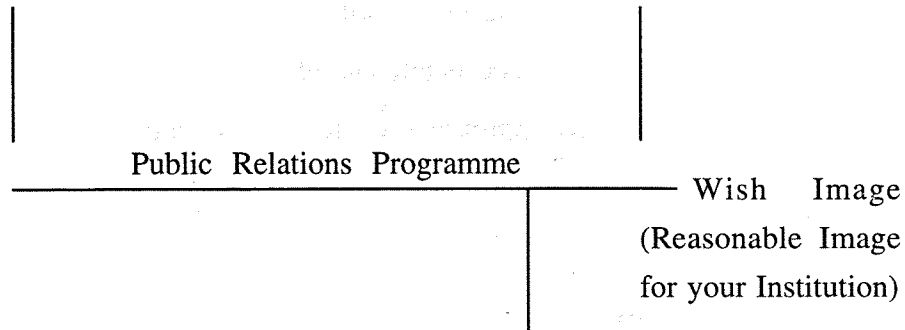 Public Relations Programme
Wish Image
(Reasonable Image
for your Institution)